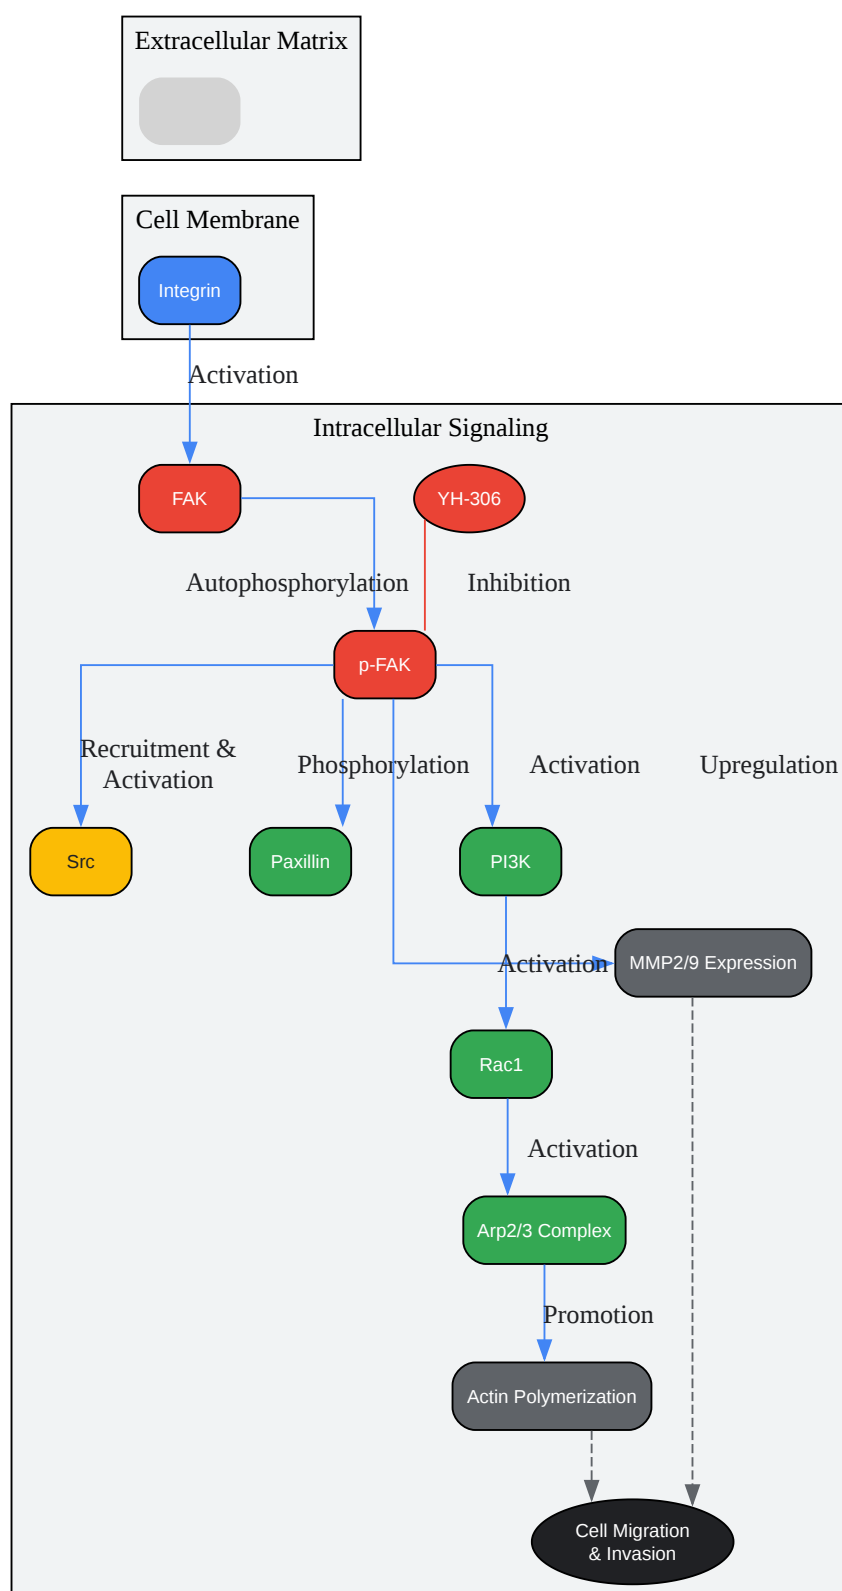 Extracellular Matrix
Cell Membrane
Integrin
Activation
Intracellular Signaling
FAK
YH-306
Autophosphorylation
Inhibition
p-FAK
Recruitment &
Activation
Phosphorylation
Activation
Upregulation
Src
Paxillin
PI3K
Activation
MMP2/9 Expression
Rac1
Activation
Arp2/3 Complex
Promotion
Actin Polymerization
Cell Migration
& Invasion